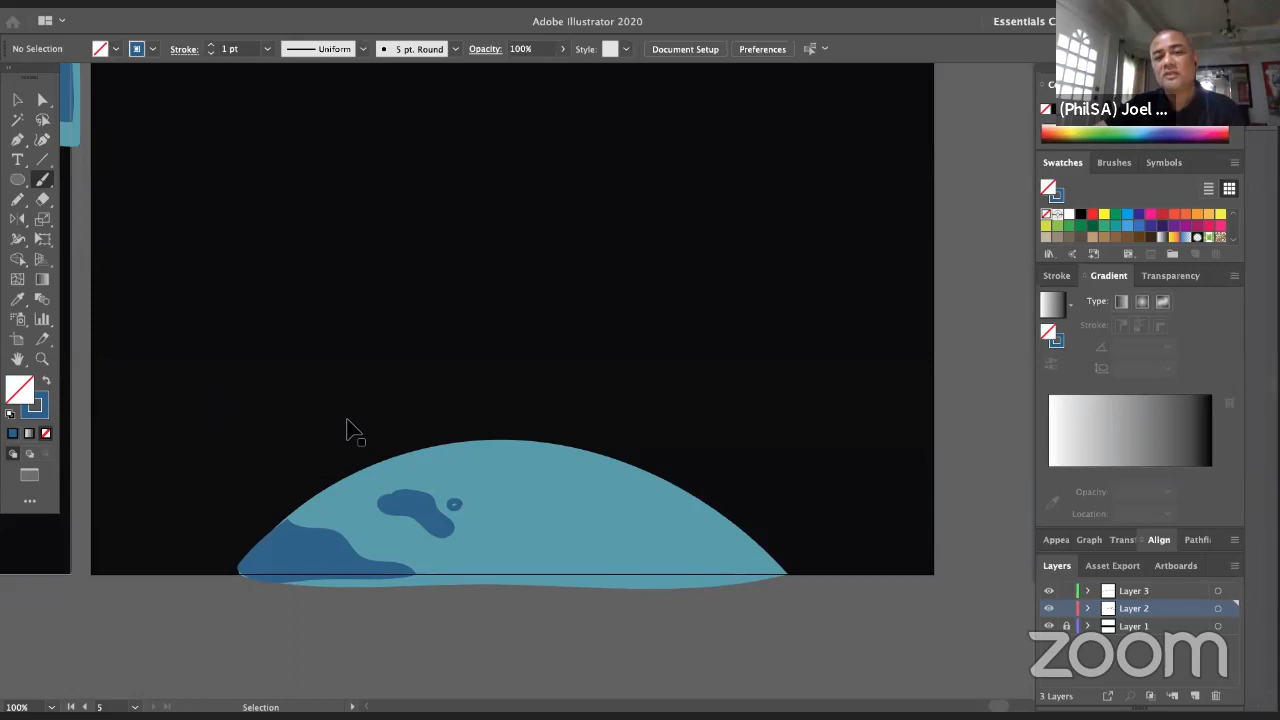 Adobe Illustrator 2020
Essentials C
No Selection
Stroke: 1 pt
Uniform
5 pt. Round
Opacity: 100%
Style:
Document Setup
Preferences
(PhilSA) Joel ...
Swatches Brushes Symbols
Stroke Gradient Transparency
Type:
Stroke:
Opacity:
Location:
Appea Graph Transf Align Pathfi
Layers Asset Export Artboards
Layer 3
Layer 2
Layer 1
zoom
3 Layers
100%
5
Selection